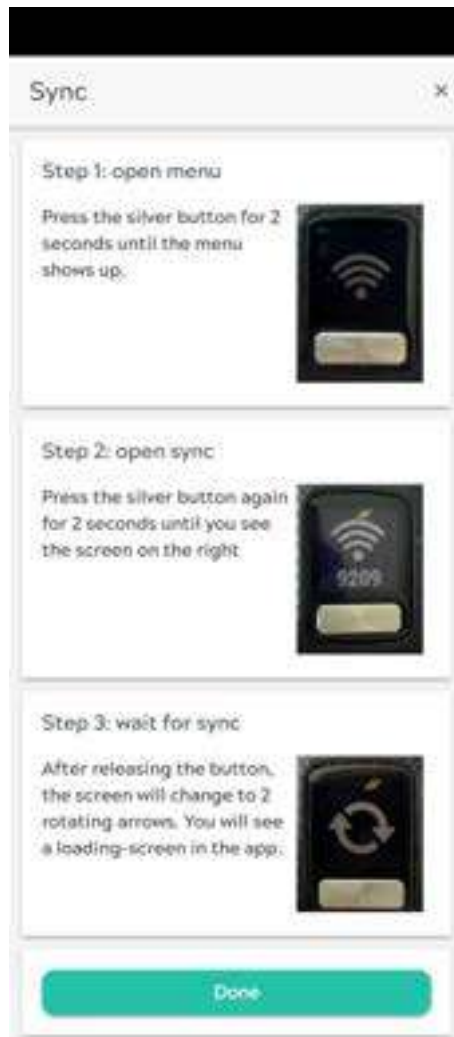 Sync
×
Step 1: open menu
Press the silver button for 2
seconds until the menu
shows up.
Step 2: open sync
Press the silver button again
for 2 seconds until you see
the screen on the right
9209
Step 3: wait for sync
After releasing the button,
the screen will change to 2
rotating arrows. You will see
a loading-screen in the app.
Done